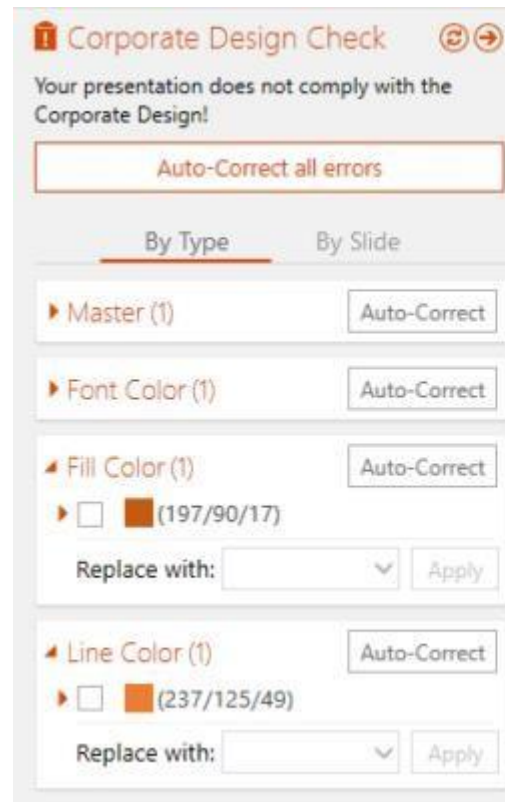 Corporate Design Check
Your presentation does not comply with the
Corporate Design!
Auto-Correct all errors
By Type By Slide
Master (1) Auto-Correct
Font Color (1) Auto-Correct
Fill Color (1) Auto-Correct
(197/90/17)
Replace with: Apply
Line Color (1) Auto-Correct
(237/125/49)
Replace with: Apply